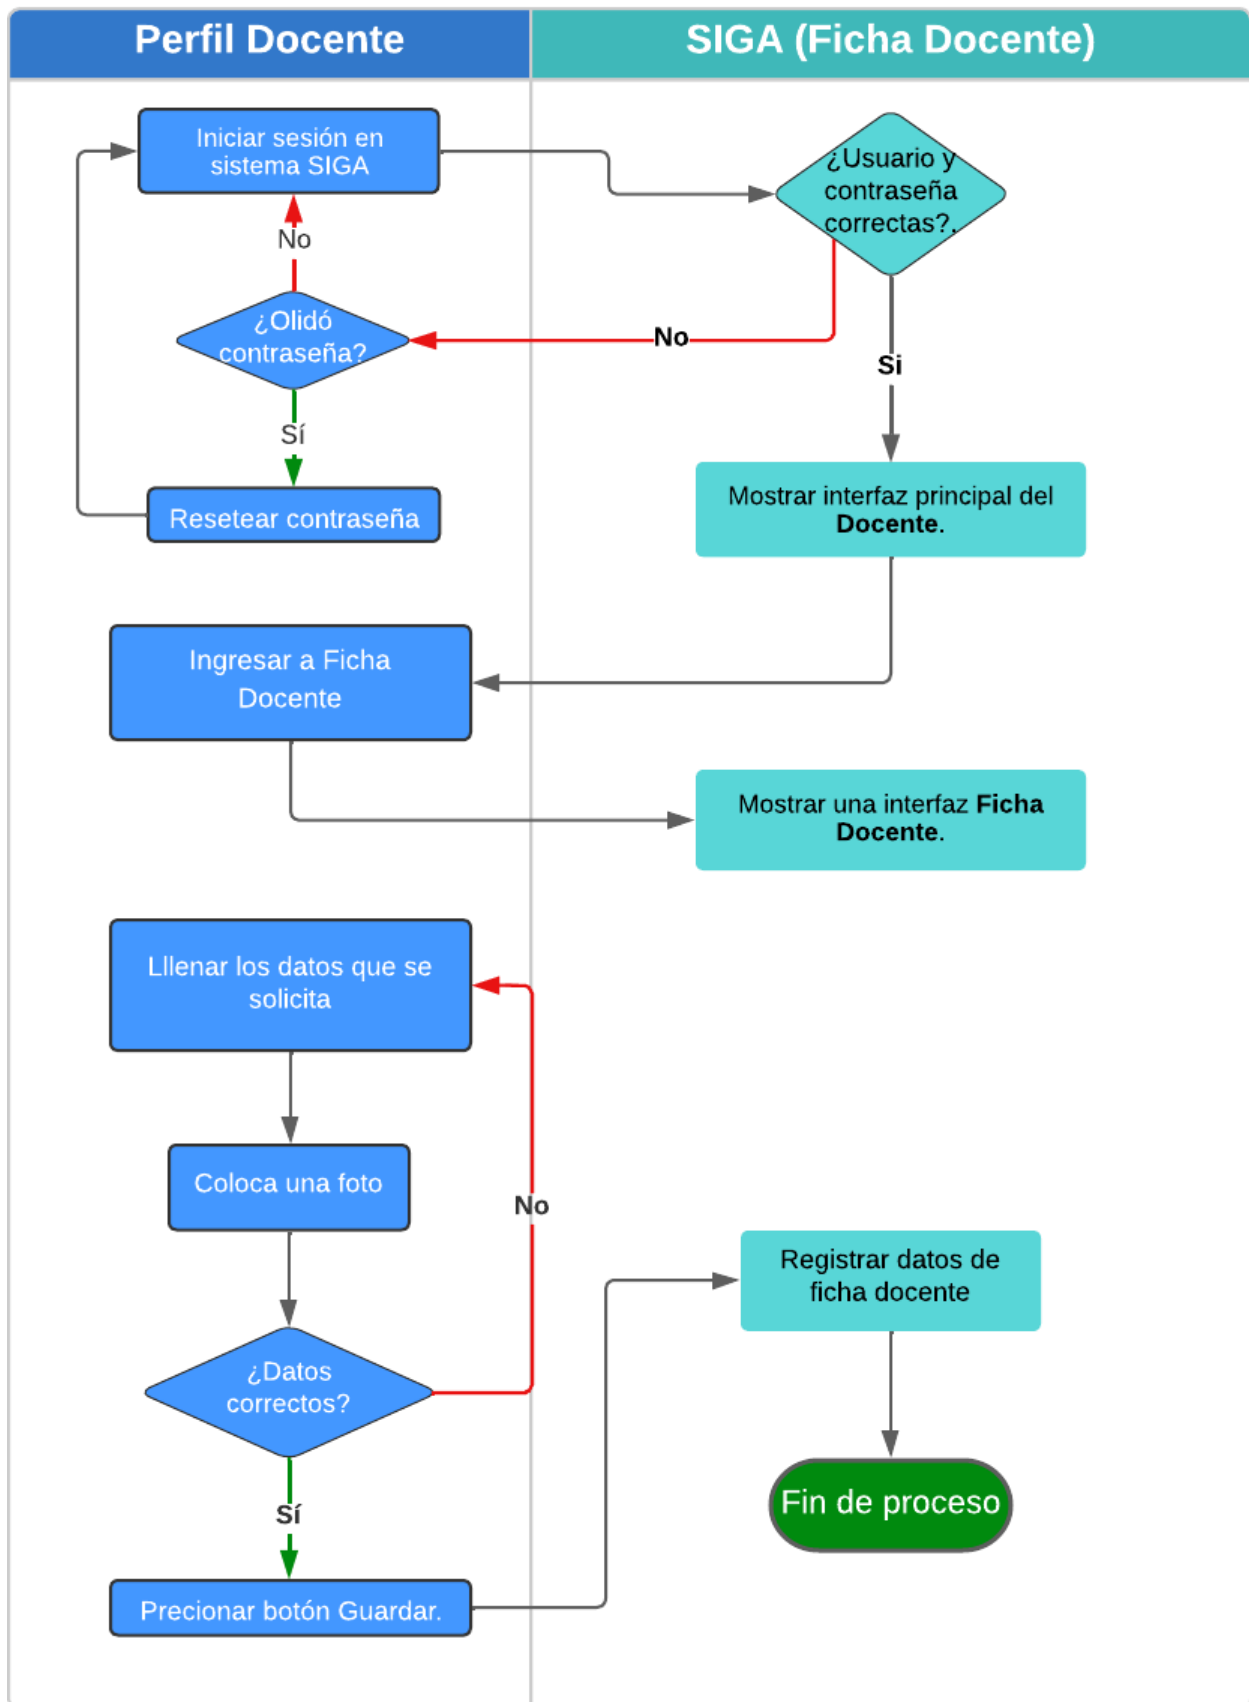 Perfil Docente
SIGA (Ficha Docente)
Iniciar sesión en
sistema SIGA
¿Usuario y
contraseña
correctas?.
No
¿Olidó
contraseña?
No
Si
Sí
Resetear contraseña
Mostrar interfaz principal del
Docente.
Ingresar a Ficha
Docente
Mostrar una interfaz Ficha
Docente.
Lllenar los datos que se
solicita
Coloca una foto
No
Registrar datos de
ficha docente
¿Datos
correctos?
Sí
Fin de proceso
Precionar botón Guardar.